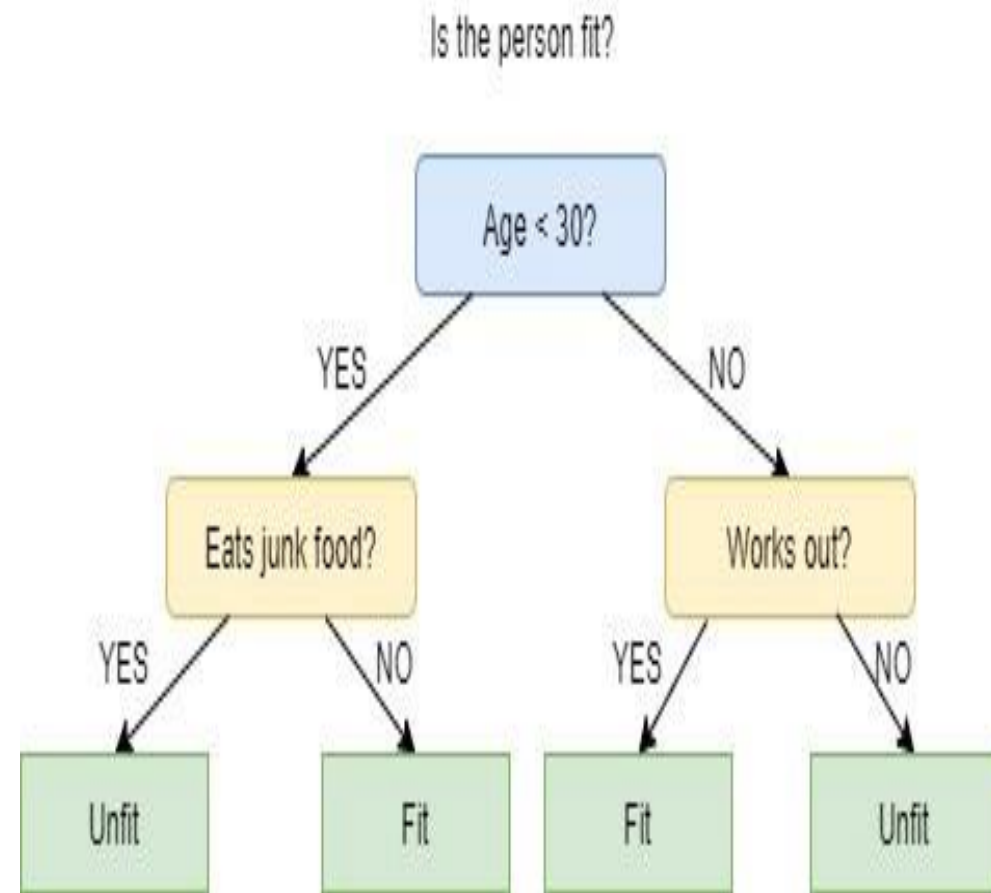 Is the person fit?
Age < 30?
YES
NO
Eats junk food?
Works out?
YES
NO
YES
NO
Unfit
Fit
Fit
Unfit